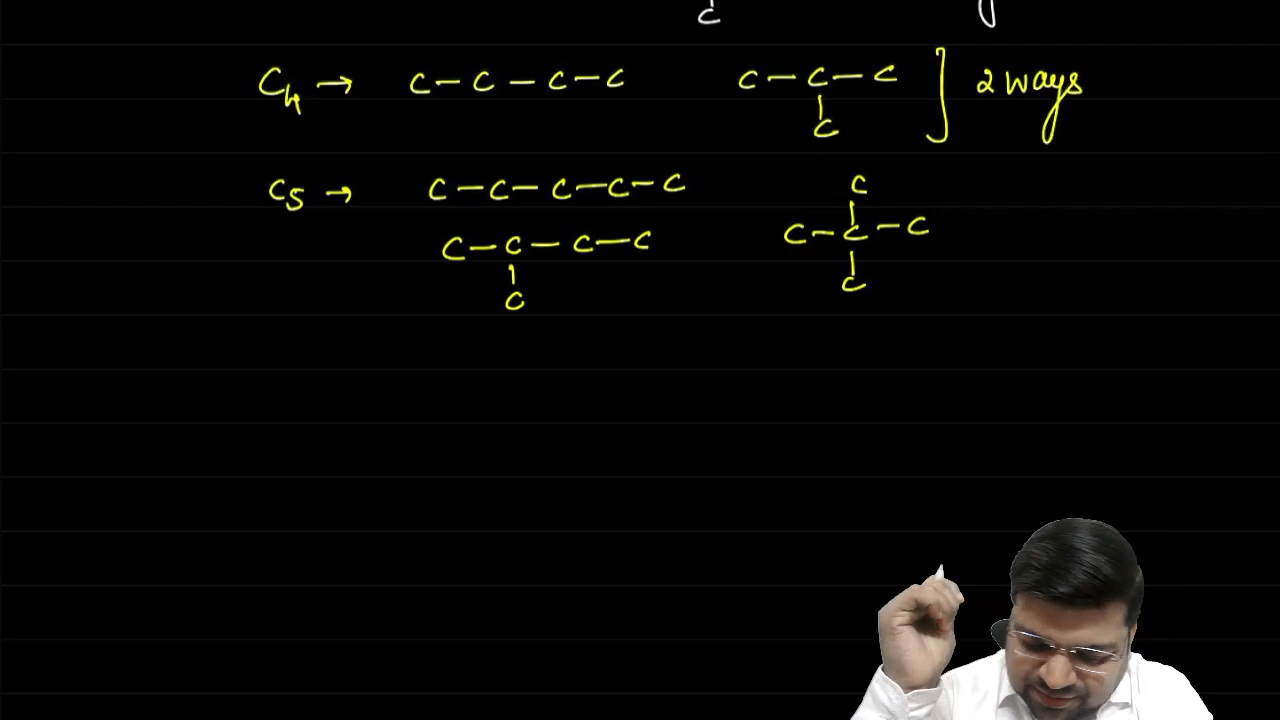 C
C4 → C-C-C-C C-C-C ] 2 ways
C
C5 → C-C-C-C-C C
C-C-C-C C-C-C
C C